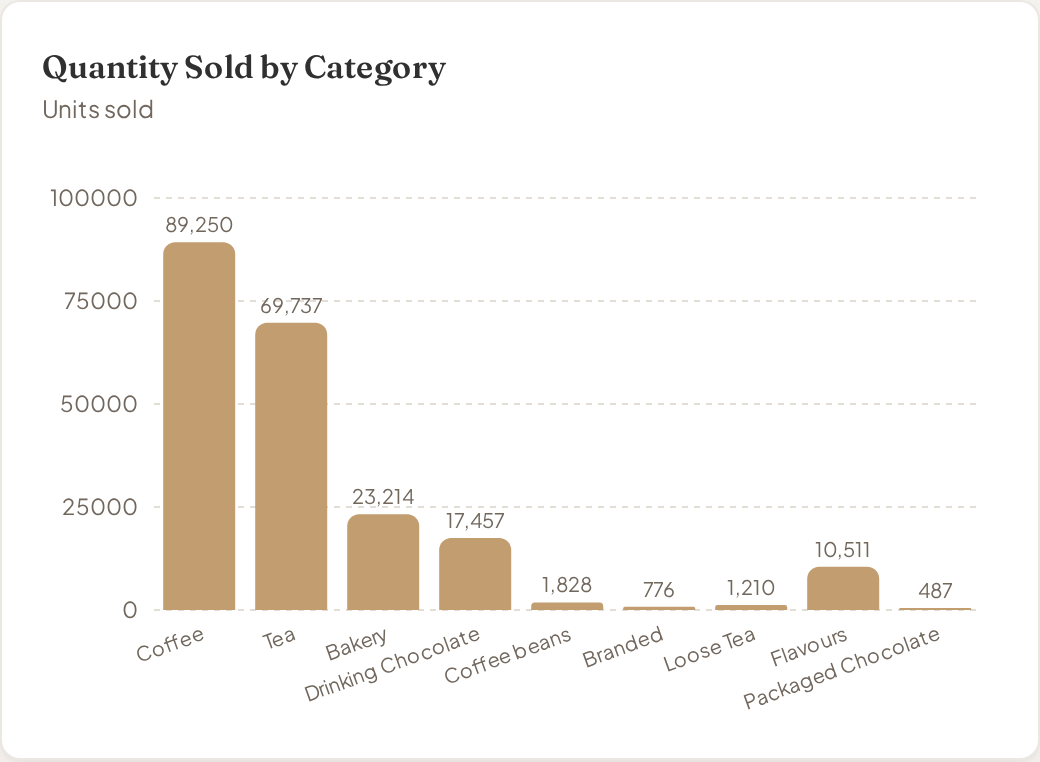 Quantity Sold by Category
Units sold
100000
75000
50000
25000
0
89,250
69,737
23,214
17,457
1,828
776
1,210
10,511
487
Coffee
Tea
Bakery
Drinking Chocolate
Coffee beans
Branded
Loose Tea
Flavours
Packaged Chocolate